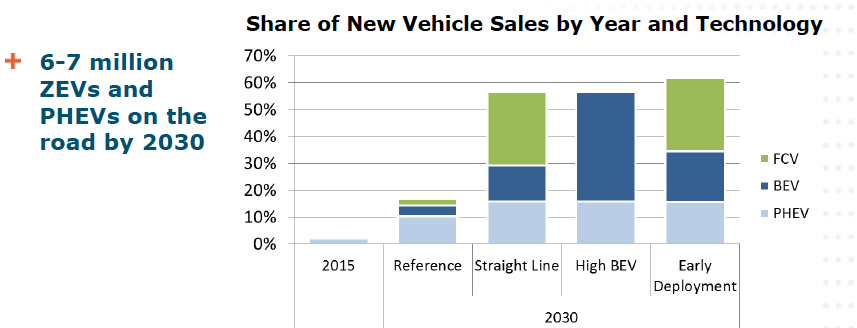 Share of New Vehicle Sales by Year and Technology
+ 6-7 million
ZEVs and
PHEVs on the
road by 2030
70%
60%
50%
40%
30%
20%
10%
0%
FCV
BEV
PHEV
2015
Reference
Straight Line
High BEV
Early
Deployment
2030